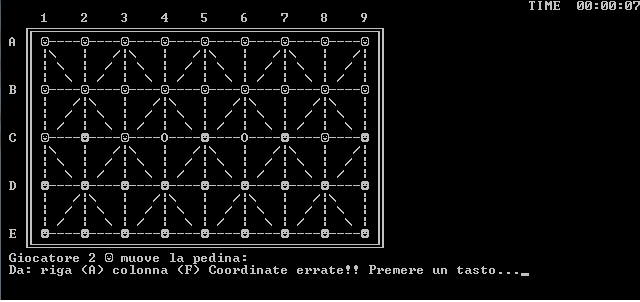 TIME 00:00:07
1 2 3 4 5 6 7 8 9
A
B
C
D
E
Giocatore 2 ☺ muove la pedina:
Da: riga (A) colonna (F) Coordinate errate!! Premere un tasto..._